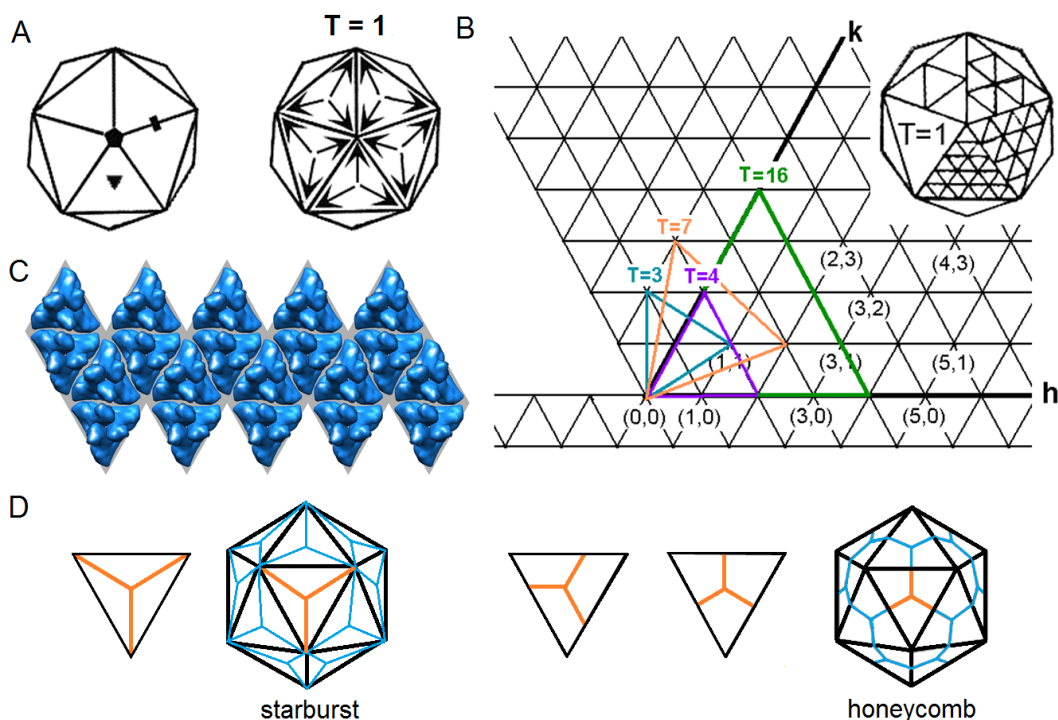 A
T = 1
B
k
T=1
T=16
T=7
(2,3)
(4,3)
C
T=3
T=4
(3,2)
(1,1)
(3,1)
(5,1)
h
(0,0)
(1,0)
(3,0)
(5,0)
D
starburst
honeycomb